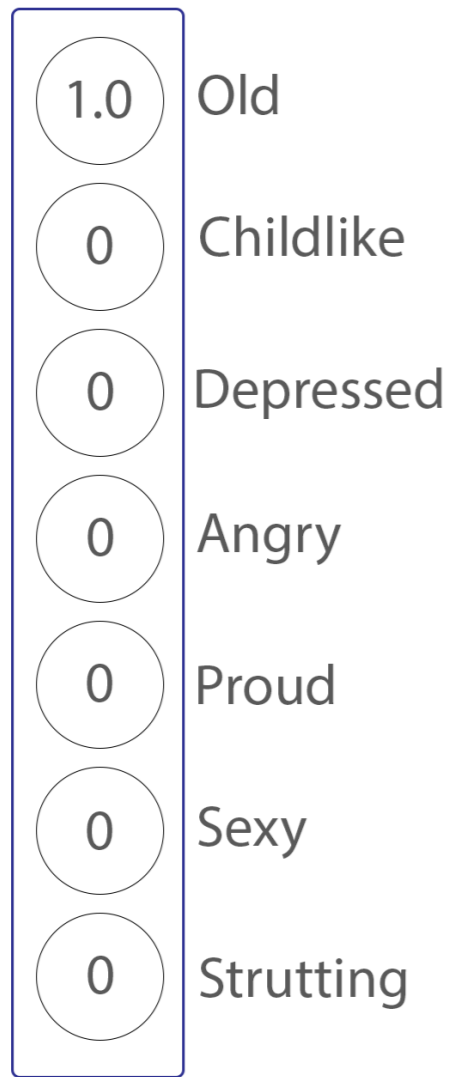 1.0 Old
0 Childlike
0 Depressed
0 Angry
0 Proud
0 Sexy
0 Strutting